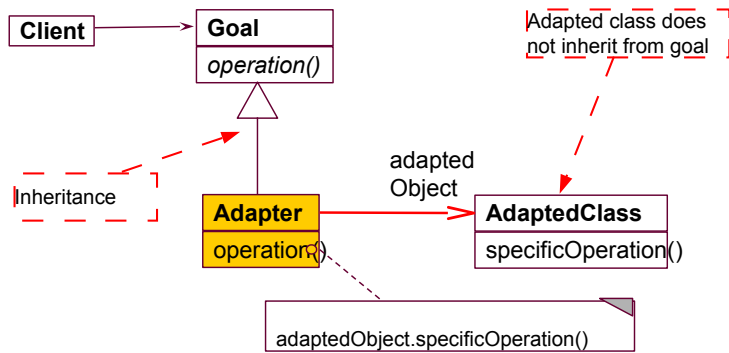 Client
Goal
operation()
Adapted class does
not inherit from goal
Inheritance
adapted
Object
Adapter
operation()
AdaptedClass
specificOperation()
adaptedObject.specificOperation()